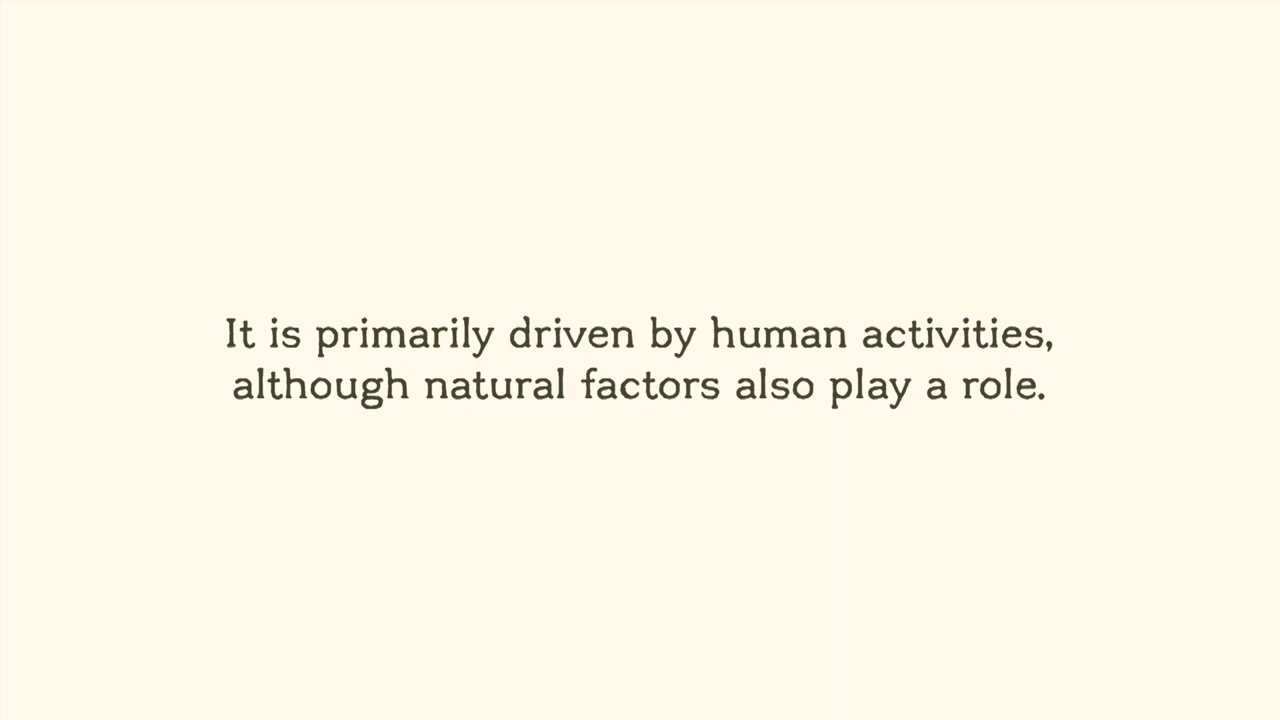 It is primarily driven by human activities,
although natural factors also play a role.